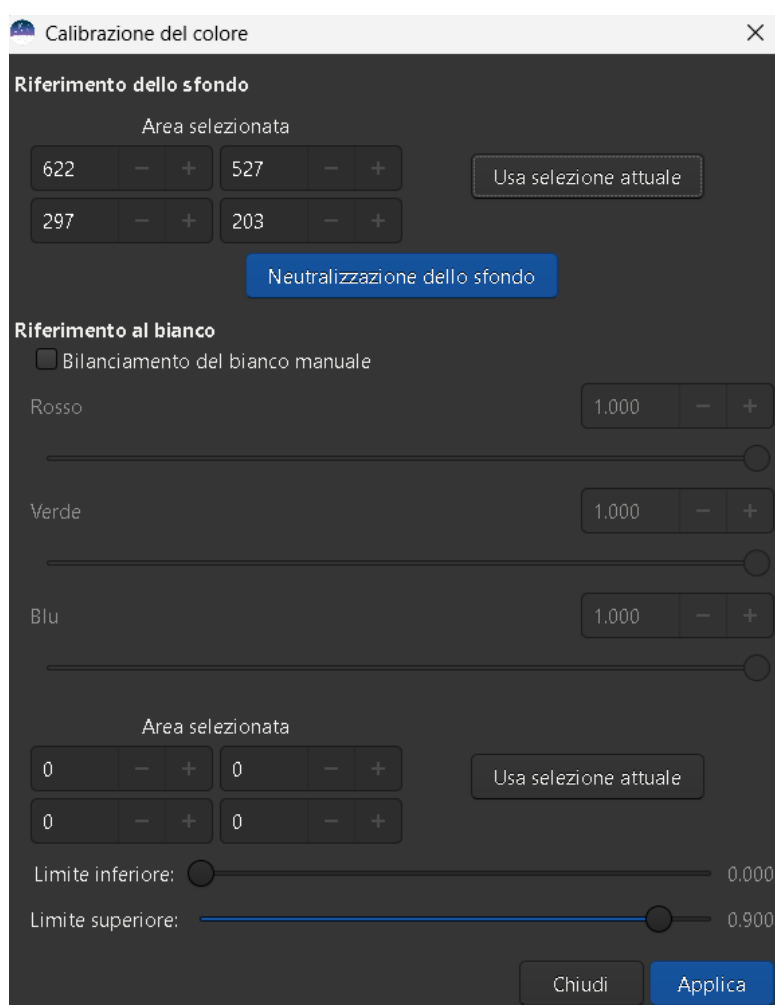 Calibrazione del colore
Riferimento dello sfondo
Area selezionata
622 − + 527 − +
Usa selezione attuale
297 − + 203 − +
Neutralizzazione dello sfondo
Riferimento al bianco
Bilanciamento del bianco manuale
Rosso 1.000 − +
Verde 1.000 − +
Blu 1.000 − +
Area selezionata
0 − + 0 − +
Usa selezione attuale
0 − + 0 − +
Limite inferiore: 0.000
Limite superiore: 0.900
Chiudi Applica